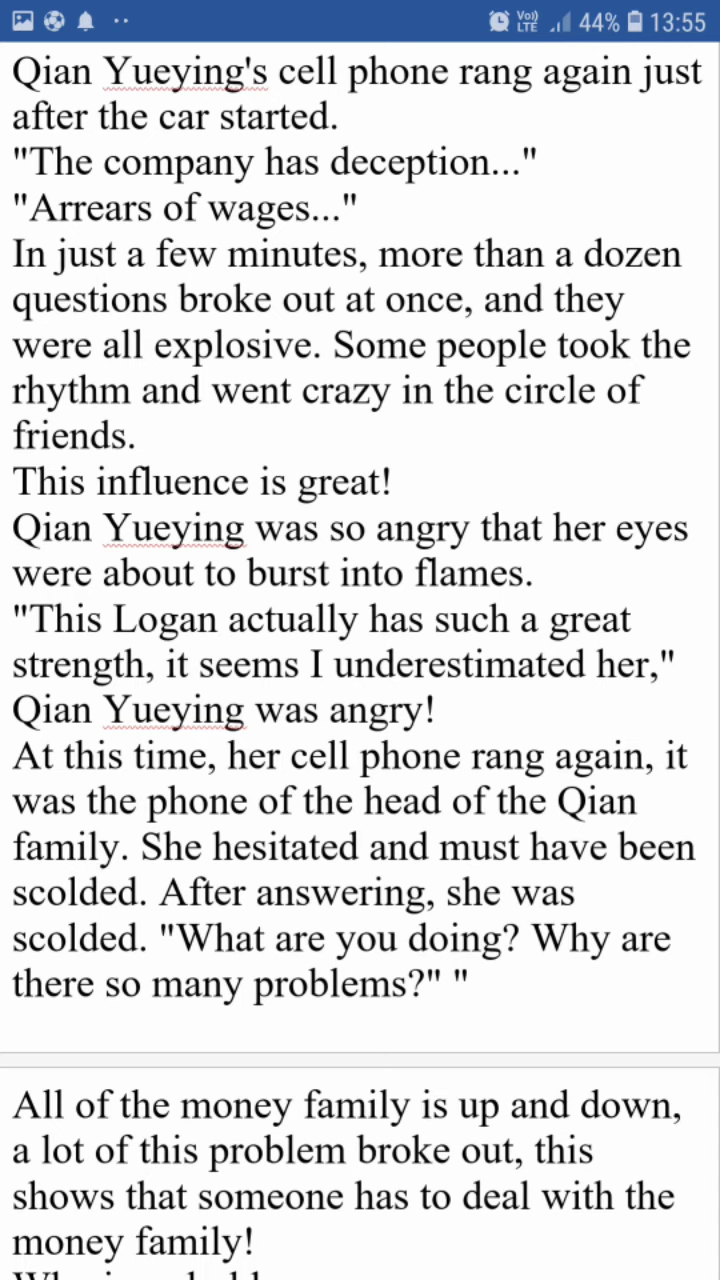 Vo)) LTE 44% 13:55
Qian Yueying's cell phone rang again just
after the car started.
"The company has deception..."
"Arrears of wages..."
In just a few minutes, more than a dozen
questions broke out at once, and they
were all explosive. Some people took the
rhythm and went crazy in the circle of
friends.
This influence is great!
Qian Yueying was so angry that her eyes
were about to burst into flames.
"This Logan actually has such a great
strength, it seems I underestimated her,"
Qian Yueying was angry!
At this time, her cell phone rang again, it
was the phone of the head of the Qian
family. She hesitated and must have been
scolded. After answering, she was
scolded. "What are you doing? Why are
there so many problems?" "
All of the money family is up and down,
a lot of this problem broke out, this
shows that someone has to deal with the
money family!